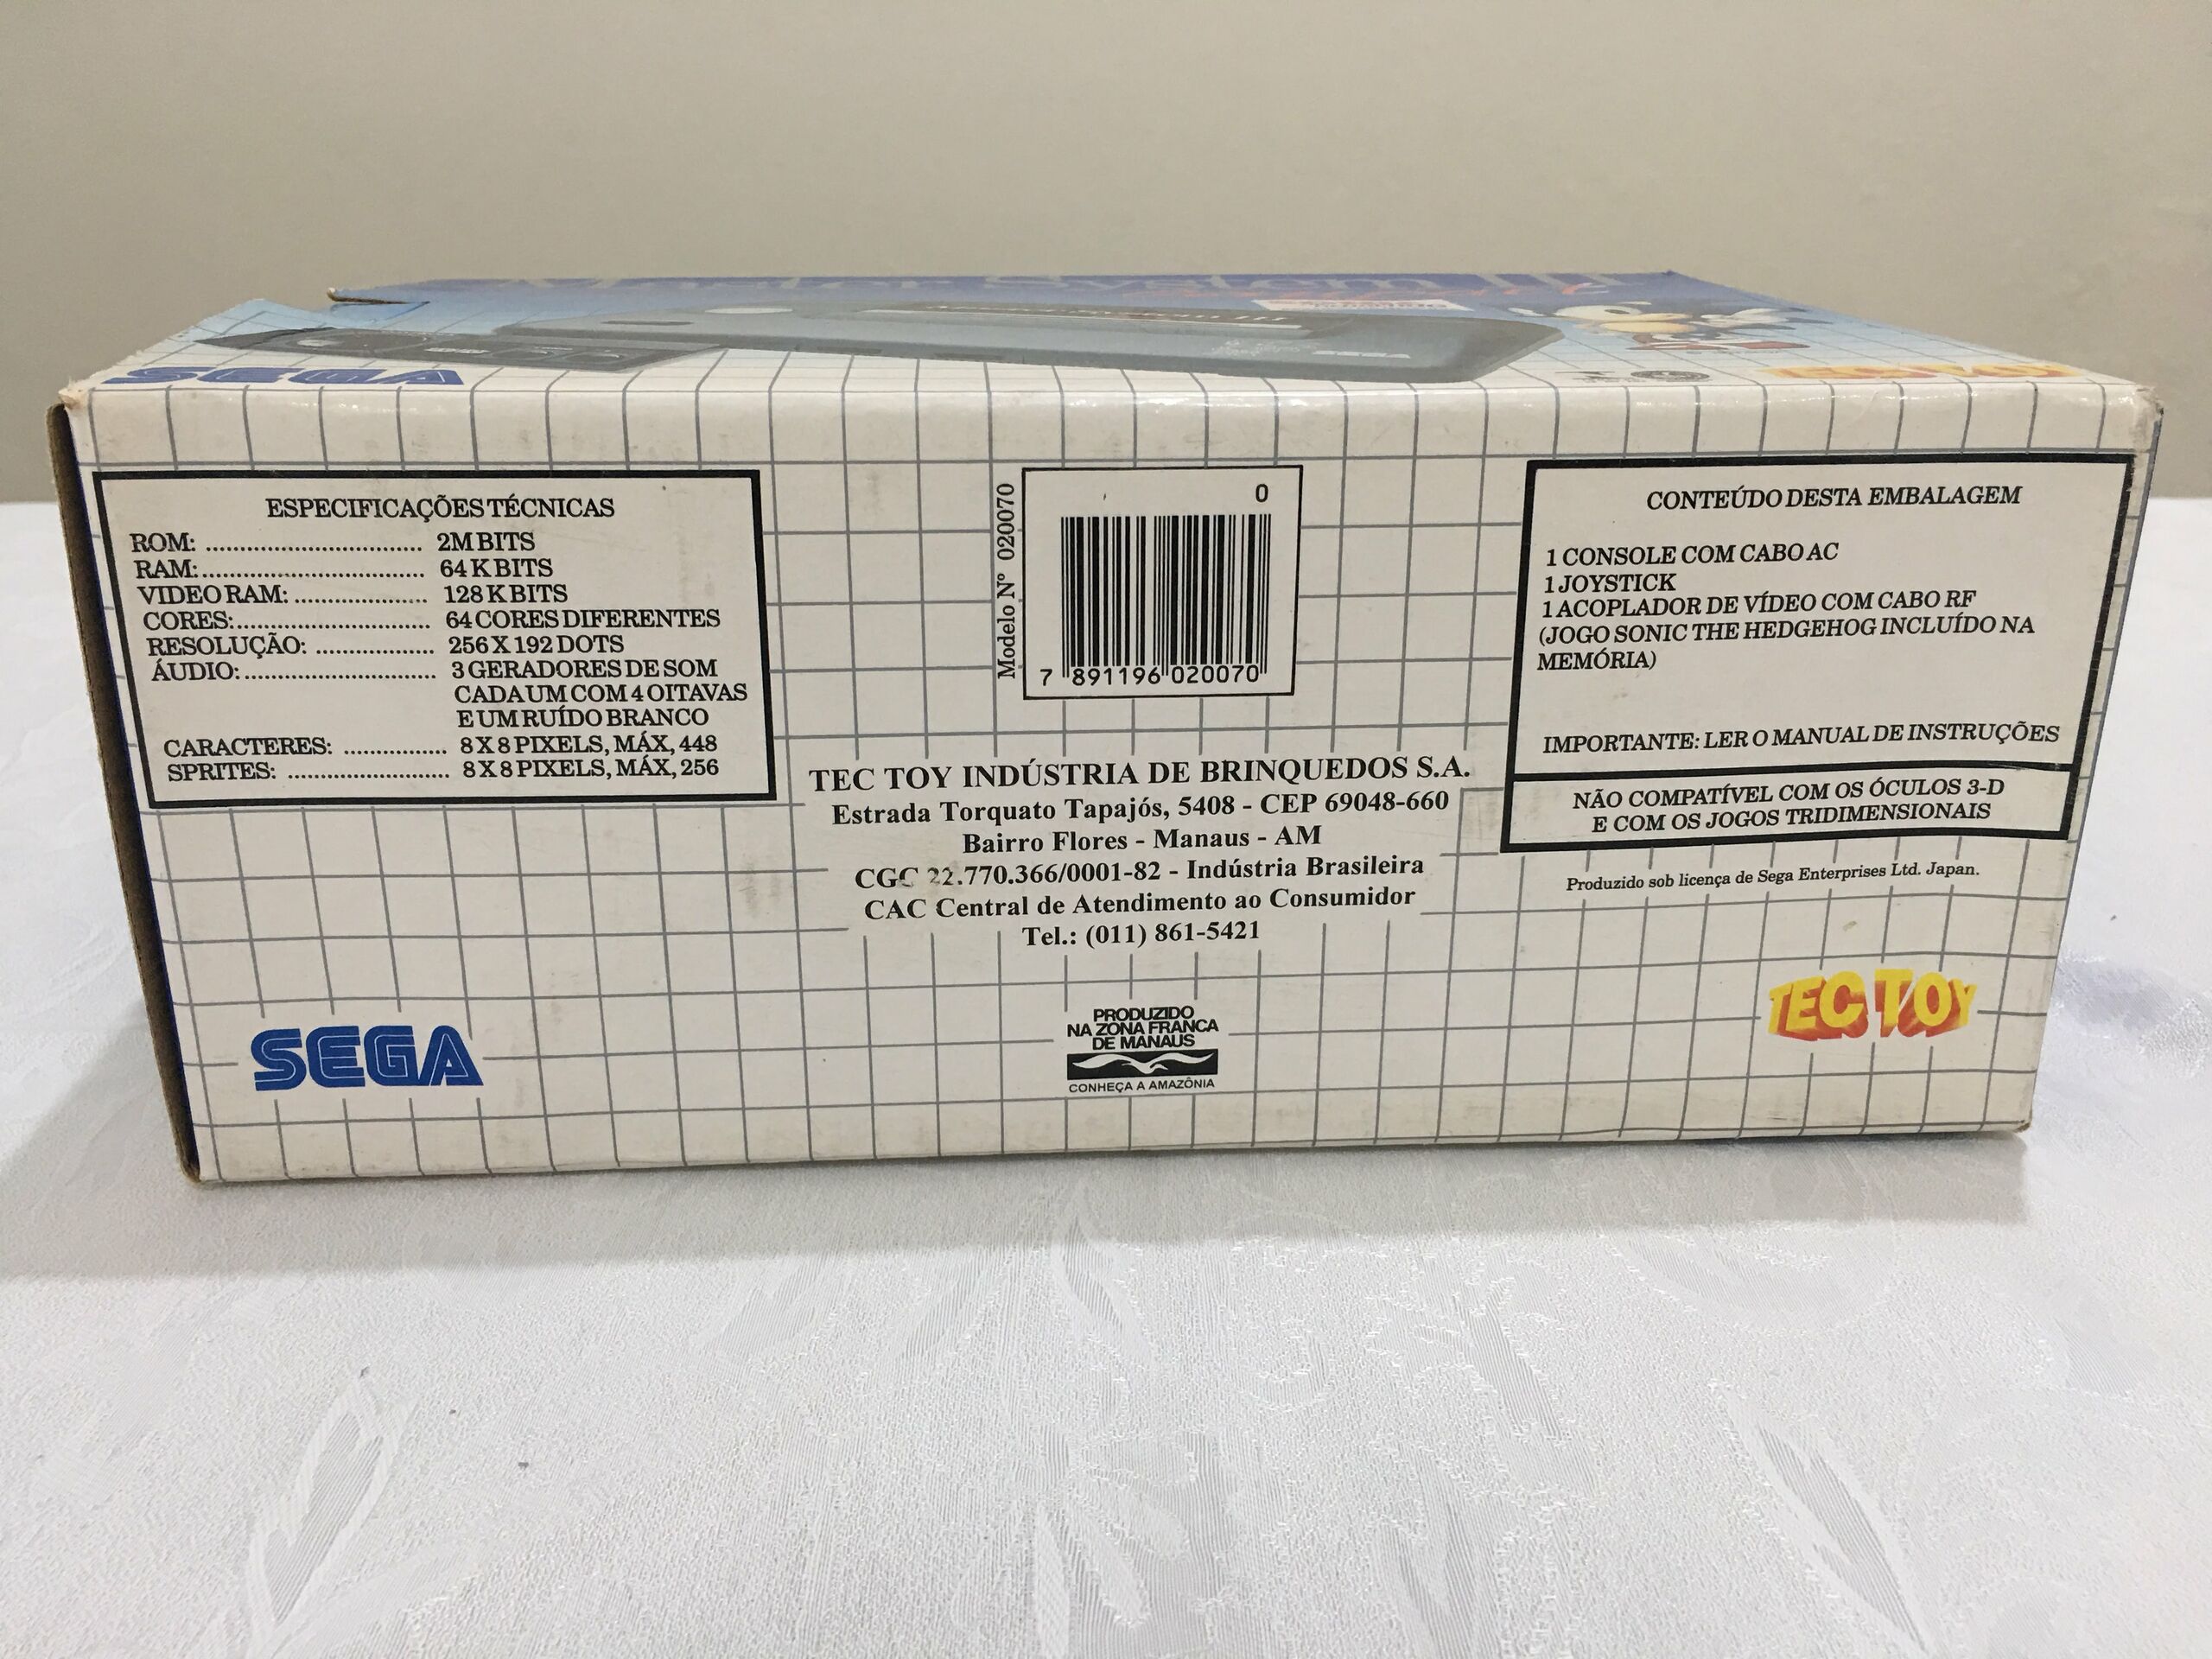 Master System III
SEGA
SEGA
TEC TOY
ESPECIFICAÇÕES TÉCNICAS
ROM: ................................ 2M BITS
RAM: ................................. 64 K BITS
VIDEO RAM: .................... 128 K BITS
CORES: ............................. 64 CORES DIFERENTES
RESOLUÇÃO: .................. 256 X 192 DOTS
ÁUDIO: ............................. 3 GERADORES DE SOM
CADA UM COM 4 OITAVAS
E UM RUÍDO BRANCO
CARACTERES: ................ 8 X 8 PIXELS, MÁX, 448
SPRITES: ......................... 8 X 8 PIXELS, MÁX, 256
Modelo Nº 020070
0
7 891196 020070
TEC TOY INDÚSTRIA DE BRINQUEDOS S.A.
Estrada Torquato Tapajós, 5408 - CEP 69048-660
Bairro Flores - Manaus - AM
CGC 22.770.366/0001-82 - Indústria Brasileira
CAC Central de Atendimento ao Consumidor
Tel.: (011) 861-5421
PRODUZIDO
NA ZONA FRANCA
DE MANAUS
CONHEÇA A AMAZÔNIA
CONTEÚDO DESTA EMBALAGEM
1 CONSOLE COM CABO AC
1 JOYSTICK
1 ACOPLADOR DE VÍDEO COM CABO RF
(JOGO SONIC THE HEDGEHOG INCLUÍDO NA
MEMÓRIA)
IMPORTANTE: LER O MANUAL DE INSTRUÇÕES
NÃO COMPATÍVEL COM OS ÓCULOS 3-D
E COM OS JOGOS TRIDIMENSIONAIS
Produzido sob licença de Sega Enterprises Ltd. Japan.
SEGA
TEC TOY